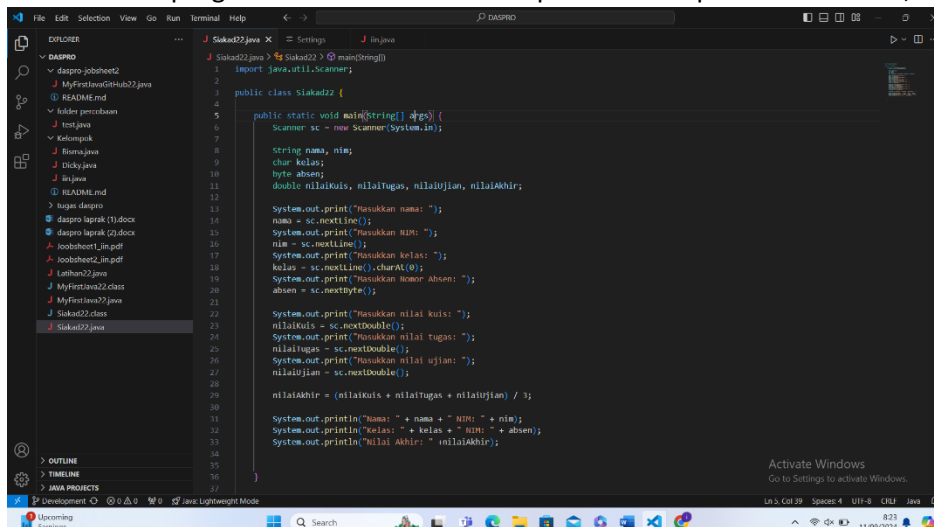 File Edit Selection View Go Run Terminal Help
DASPRO
EXPLORER
DASPRO
daspro-jobsheet2
MyFirstJavaGitHub22.java
README.md
folder percobaan
test.java
Kelompok
Bisma.java
Dicky.java
iin.java
README.md
tugas daspro
daspro laprak (1).docx
daspro laprak (2).docx
Joobsheet1_iin.pdf
Joobsheet2_iin.pdf
Latihan22.java
MyFirstJava22.class
MyFirstJava22.java
Siakad22.class
Siakad22.java
OUTLINE
TIMELINE
JAVA PROJECTS
Siakad22.java Settings iin.java
Siakad22.java > Siakad22 > main(String[])
1 import java.util.Scanner;
2
3 public class Siakad22 {
4
5 public static void main(String[] args) {
6 Scanner sc = new Scanner(System.in);
7
8 String nama, nim;
9 char kelas;
10 byte absen;
11 double nilaiKuis, nilaiTugas, nilaiUjian, nilaiAkhir;
12
13 System.out.print("Masukkan nama: ");
14 nama = sc.nextLine();
15 System.out.print("Masukkan NIM: ");
16 nim = sc.nextLine();
17 System.out.print("Masukkan kelas: ");
18 kelas = sc.nextLine().charAt(0);
19 System.out.print("Masukkan Nomor Absen: ");
20 absen = sc.nextByte();
21
22 System.out.print("Masukkan nilai kuis: ");
23 nilaiKuis = sc.nextDouble();
24 System.out.print("Masukkan nilai tugas: ");
25 nilaiTugas = sc.nextDouble();
26 System.out.print("Masukkan nilai ujian: ");
27 nilaiUjian = sc.nextDouble();
28
29 nilaiAkhir = (nilaiKuis + nilaiTugas + nilaiUjian) / 3;
30
31 System.out.println("Nama: " + nama + " NIM: " + nim);
32 System.out.println("Kelas: " + kelas + " NIM: " + absen);
33 System.out.println("Nilai Akhir: " +nilaiAkhir);
34
35
36 }
37
Activate Windows
Go to Settings to activate Windows.
Development 0 0 0 Java: Lightweight Mode
Ln 5, Col 39 Spaces: 4 UTF-8 CRLF Java
Upcoming
Earnings
Search
8:23
11/09/2024